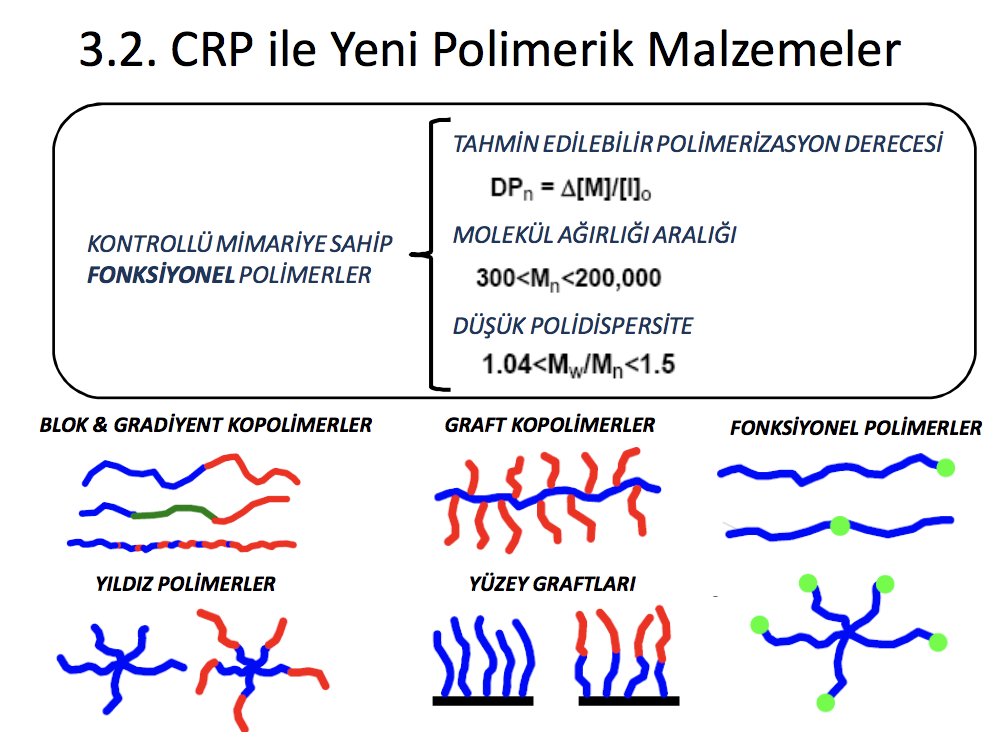 3.2. CRP ile Yeni Polimerik Malzemeler
KONTROLLÜ MİMARİYE SAHİP
FONKSİYONEL POLİMERLER
TAHMİN EDİLEBİLİR POLİMERİZASYON DERECESİ
DPn = Δ[M]/[I]o
MOLEKÜL AĞIRLIĞI ARALIĞI
300<Mn<200,000
DÜŞÜK POLİDİSPERSİTE
1.04<Mw/Mn<1.5
BLOK & GRADİYENT KOPOLİMERLER
GRAFT KOPOLİMERLER
FONKSİYONEL POLİMERLER
YILDIZ POLİMERLER
YÜZEY GRAFTLARI